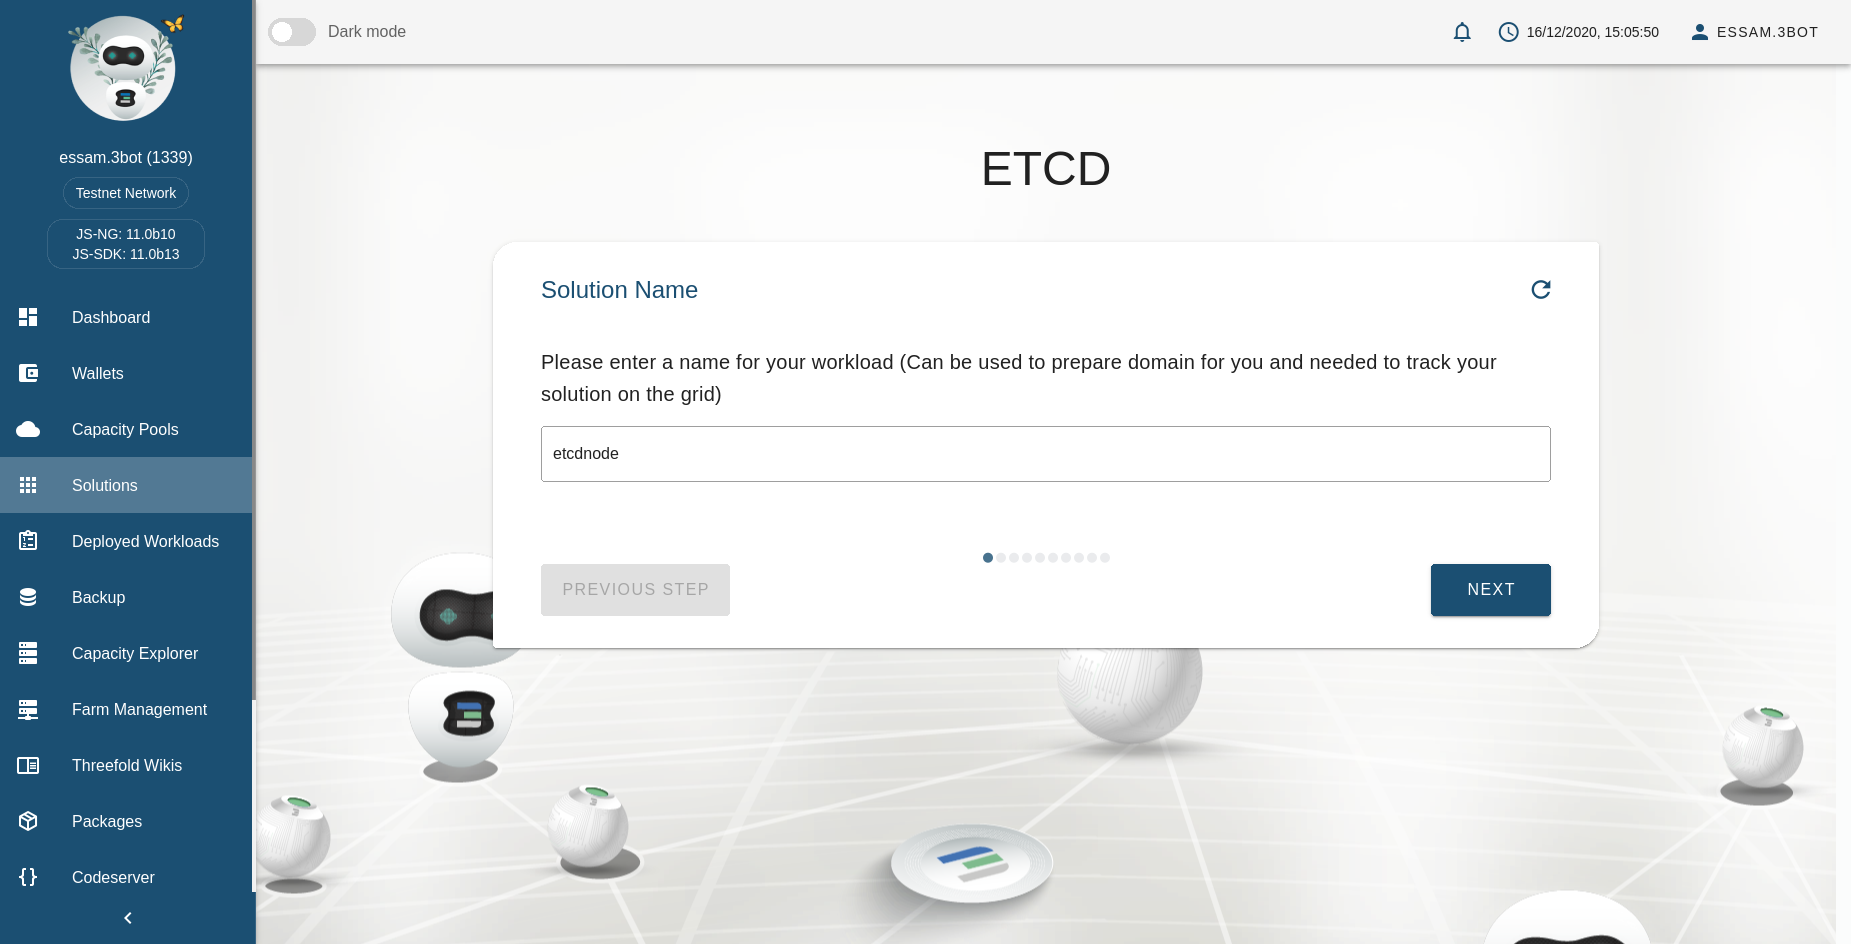 Dark mode
16/12/2020, 15:05:50
ESSAM.3BOT
essam.3bot (1339)
Testnet Network
JS-NG: 11.0b10
JS-SDK: 11.0b13
Dashboard
Wallets
Capacity Pools
Solutions
Deployed Workloads
Backup
Capacity Explorer
Farm Management
Threefold Wikis
Packages
Codeserver
ETCD
Solution Name
Please enter a name for your workload (Can be used to prepare domain for you and needed to track your
solution on the grid)
etcdnode
PREVIOUS STEP
NEXT